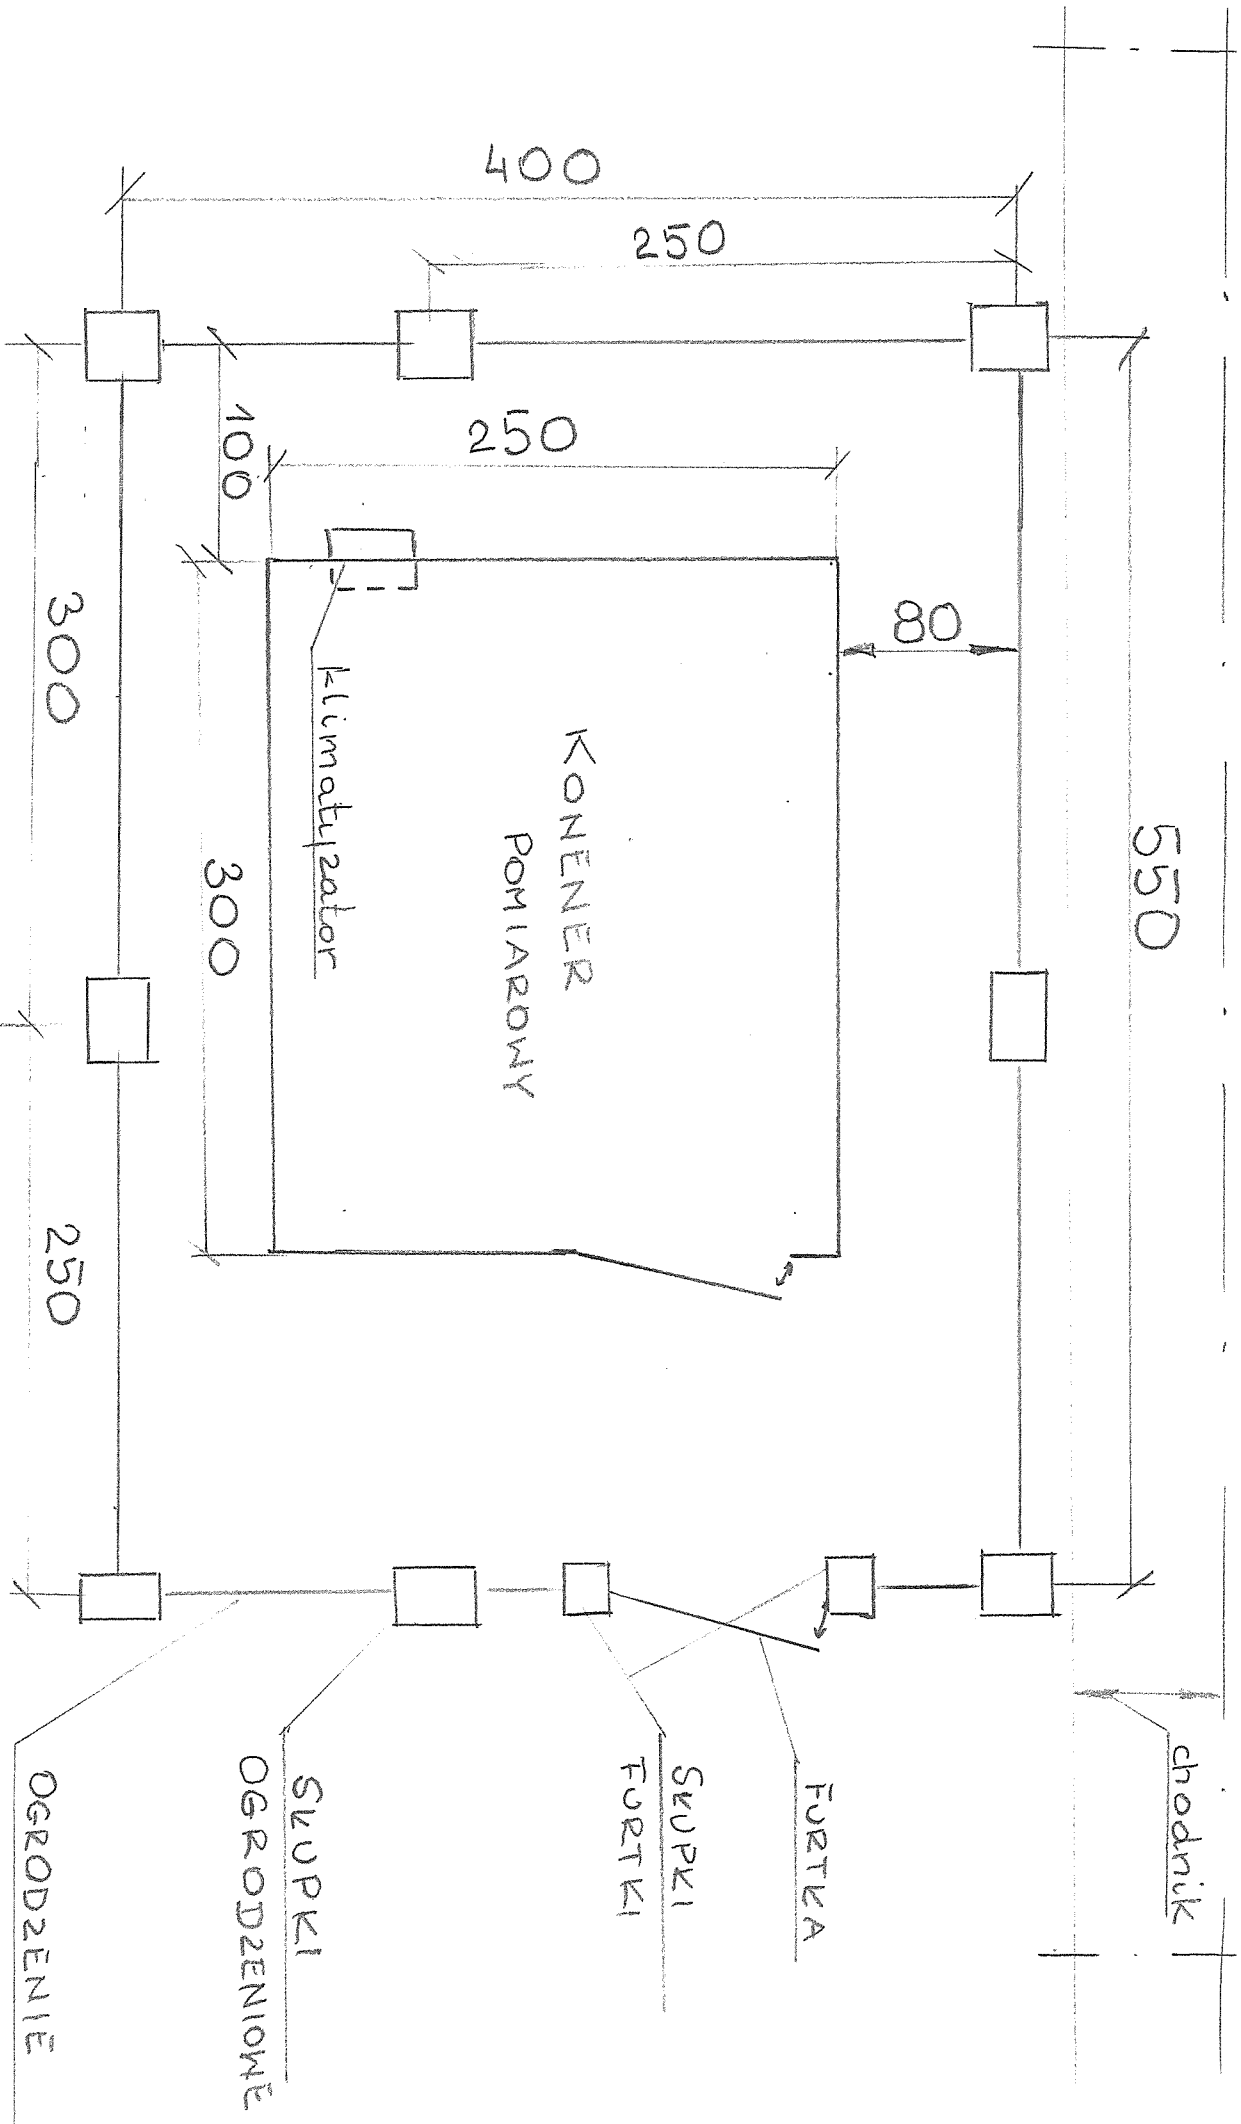 chodnik
550
FURTKA
80
SŁUPKI
FURTKI
400
250
250
KONENER
POMIAROWY
klimatyzator
SŁUPKI
OGRODZENIOWE
100
300
300
250
OGRODZENIE